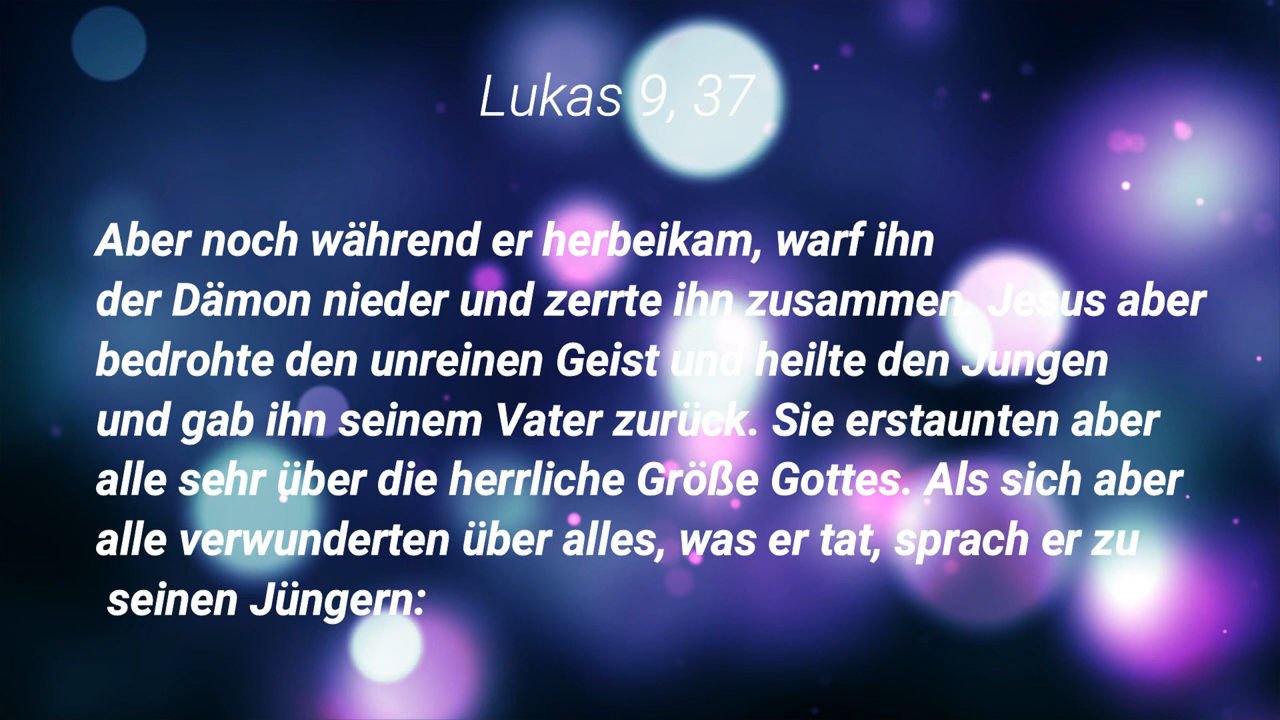 Lukas 9, 37
Aber noch während er herbeikam, warf ihn
der Dämon nieder und zerrte ihn zusammen. Jesus aber
bedrohte den unreinen Geist und heilte den Jungen
und gab ihn seinem Vater zurück. Sie erstaunten aber
alle sehr über die herrliche Größe Gottes. Als sich aber
alle verwunderten über alles, was er tat, sprach er zu
seinen Jüngern: